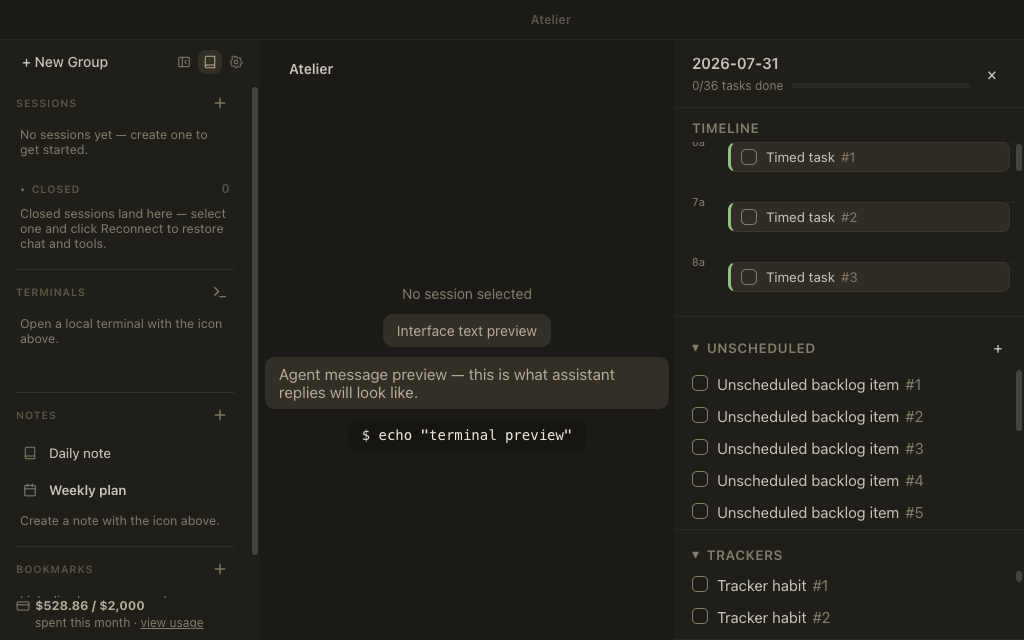 Atelier
+ New Group
SESSIONS
No sessions yet — create one to
get started.
CLOSED
0
Closed sessions land here — select
one and click Reconnect to restore
chat and tools.
TERMINALS
Open a local terminal with the icon
above.
NOTES
Daily note
Weekly plan
Create a note with the icon above.
BOOKMARKS
$528.86 / $2,000
spent this month · view usage
Atelier
No session selected
Interface text preview
Agent message preview — this is what assistant
replies will look like.
$ echo "terminal preview"
2026-07-31
0/36 tasks done
TIMELINE
Timed task #1
7a
Timed task #2
8a
Timed task #3
UNSCHEDULED
Unscheduled backlog item #1
Unscheduled backlog item #2
Unscheduled backlog item #3
Unscheduled backlog item #4
Unscheduled backlog item #5
TRACKERS
Tracker habit #1
Tracker habit #2